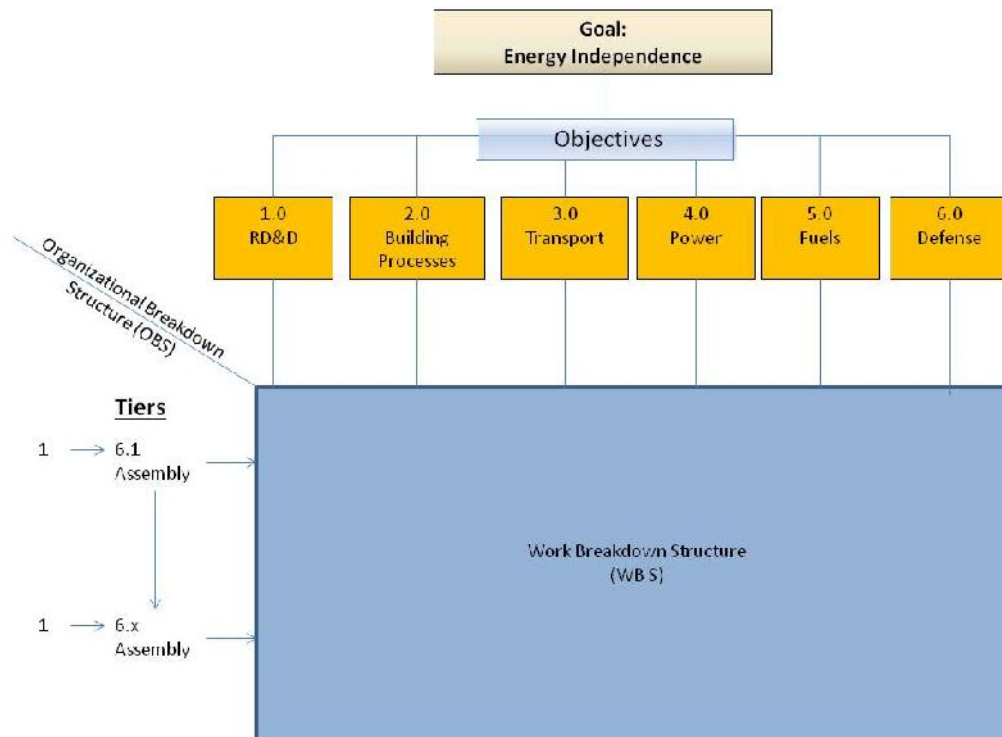 Goal:
Energy Independence
Objectives
1.0
RD&D
2.0
Building
Processes
3.0
Transport
4.0
Power
5.0
Fuels
6.0
Defense
Organizational Breakdown
Structure (OBS)
Tiers
1
6.1
Assembly
Work Breakdown Structure
(WBS)
1
6.x
Assembly